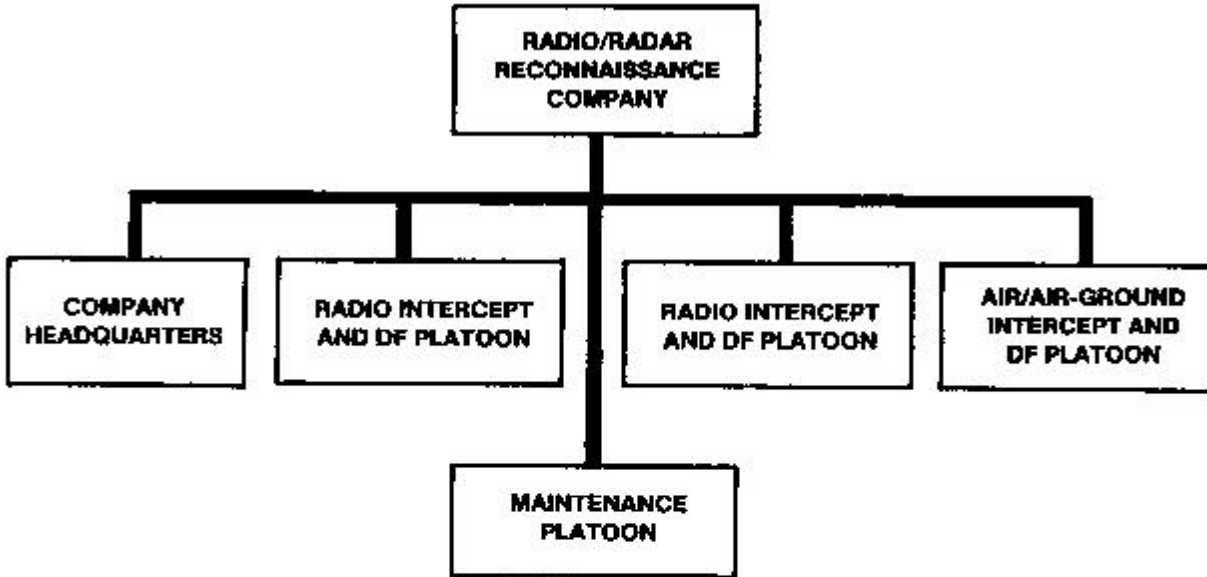 RADIO/RADAR
RECONNAISSANCE
COMPANY
COMPANY
HEADQUARTERS
RADIO INTERCEPT
AND DF PLATOON
RADIO INTERCEPT
AND DF PLATOON
AIR/AIR-GROUND
INTERCEPT AND
DF PLATOON
MAINTENANCE
PLATOON